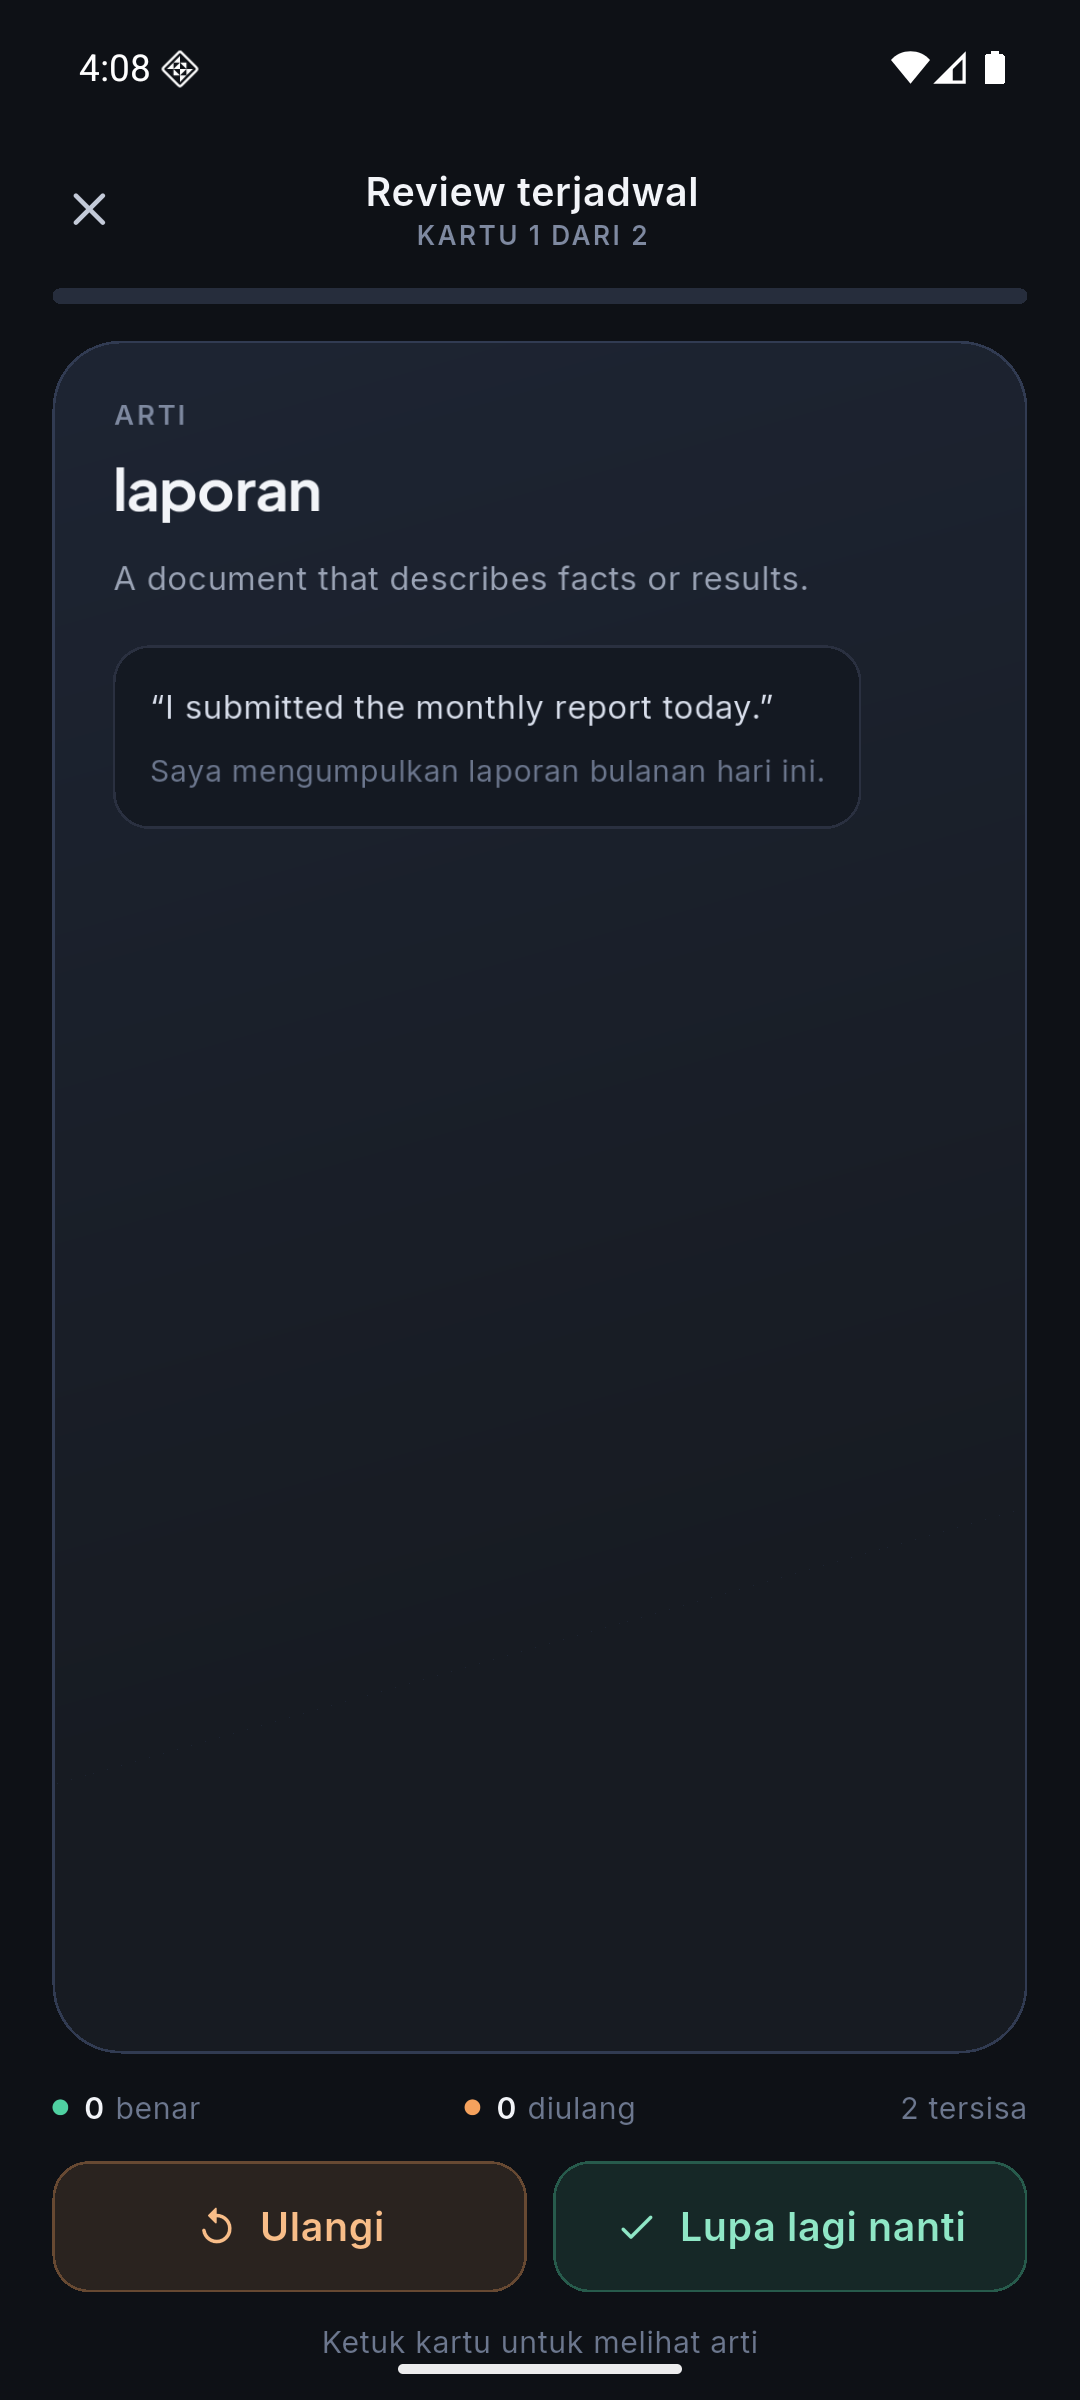 4:08
Review terjadwal
KARTU 1 DARI 2
ARTI
laporan
A document that describes facts or results.
“I submitted the monthly report today.”
Saya mengumpulkan laporan bulanan hari ini.
0 benar
0 diulang
2 tersisa
Ulangi
Lupa lagi nanti
Ketuk kartu untuk melihat arti